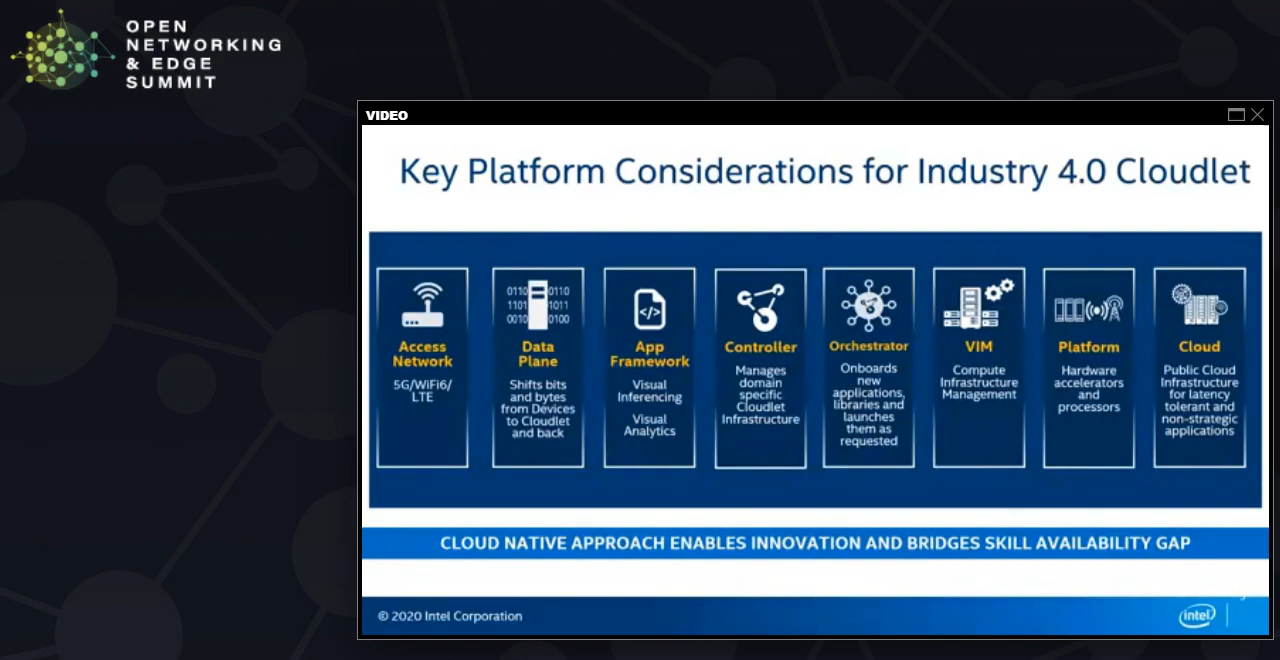 OPEN
NETWORKING
& EDGE
SUMMIT
VIDEO
Key Platform Considerations for Industry 4.0 Cloudlet
Access
Network
5G/WiFi6/
LTE
0110 0110
1101 1011
0010 0100
Data
Plane
Shifts bits
and bytes
from Devices
to Cloudlet
and back
</>
App
Framework
Visual
Inferencing
Visual
Analytics
Controller
Manages
domain
specific
Cloudlet
Infrastructure
Orchestrator
Onboards
new
applications,
libraries and
launches
them as
requested
VIM
Compute
Infrastructure
Management
Platform
Hardware
accelerators
and
processors
Cloud
Public Cloud
Infrastructure
for latency
tolerant and
non-strategic
applications
CLOUD NATIVE APPROACH ENABLES INNOVATION AND BRIDGES SKILL AVAILABILITY GAP
© 2020 Intel Corporation
intel